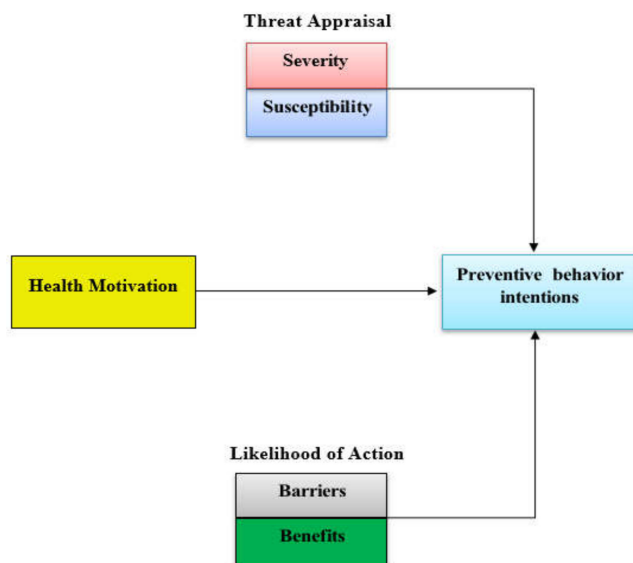 Threat Appraisal
Severity
Susceptibility
Health Motivation
Preventive behavior
intentions
Likelihood of Action
Barriers
Benefits